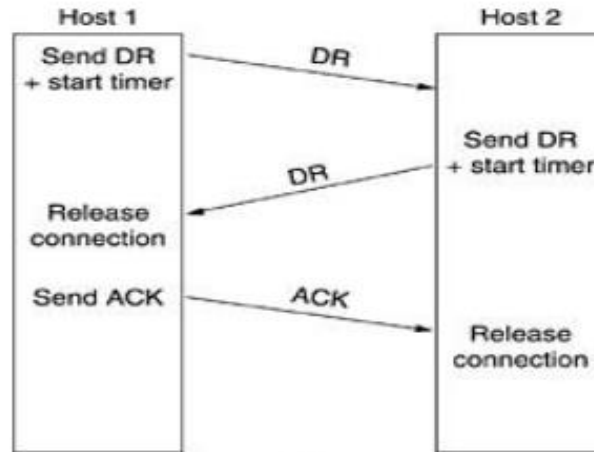 Host 1
Host 2
Send DR
+ start timer
DR
Send DR
+ start timer
DR
Release
connection
Send ACK
ACK
Release
connection